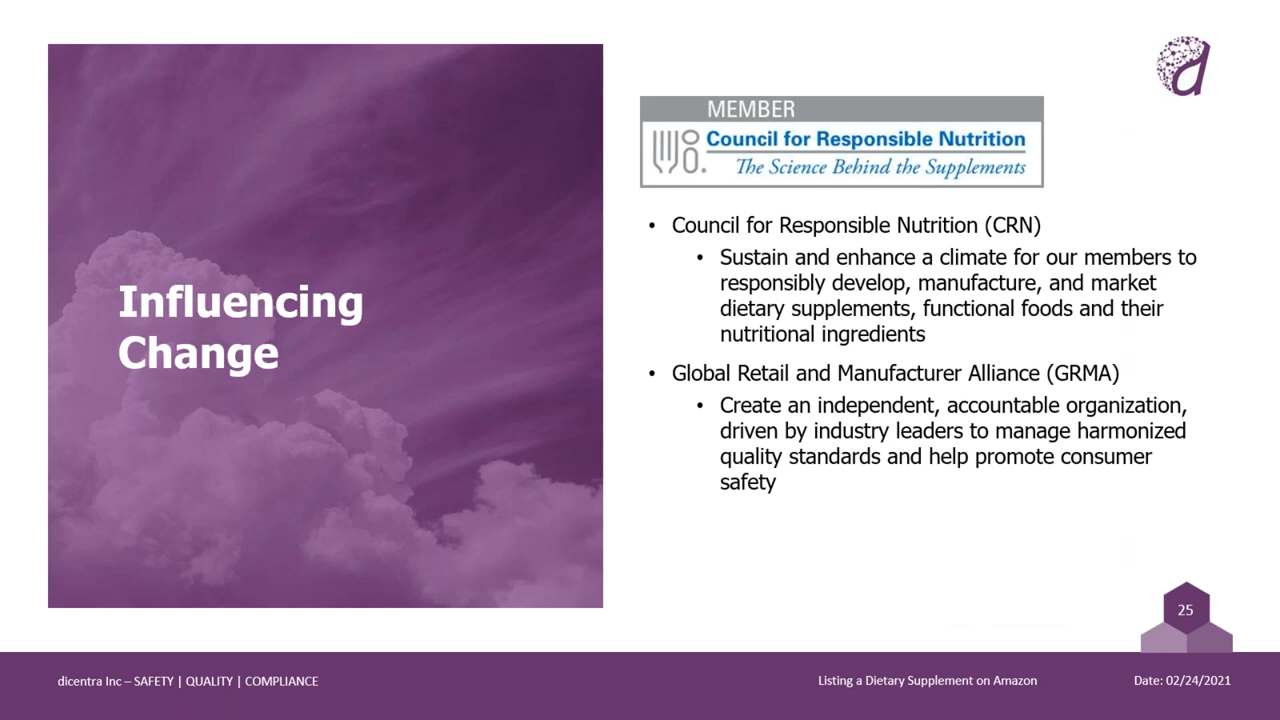 Influencing
Change
MEMBER
Council for Responsible Nutrition
The Science Behind the Supplements
• Council for Responsible Nutrition (CRN)
• Sustain and enhance a climate for our members to
responsibly develop, manufacture, and market
dietary supplements, functional foods and their
nutritional ingredients
• Global Retail and Manufacturer Alliance (GRMA)
• Create an independent, accountable organization,
driven by industry leaders to manage harmonized
quality standards and help promote consumer
safety
25
dicentra Inc – SAFETY | QUALITY | COMPLIANCE
Listing a Dietary Supplement on Amazon
Date: 02/24/2021